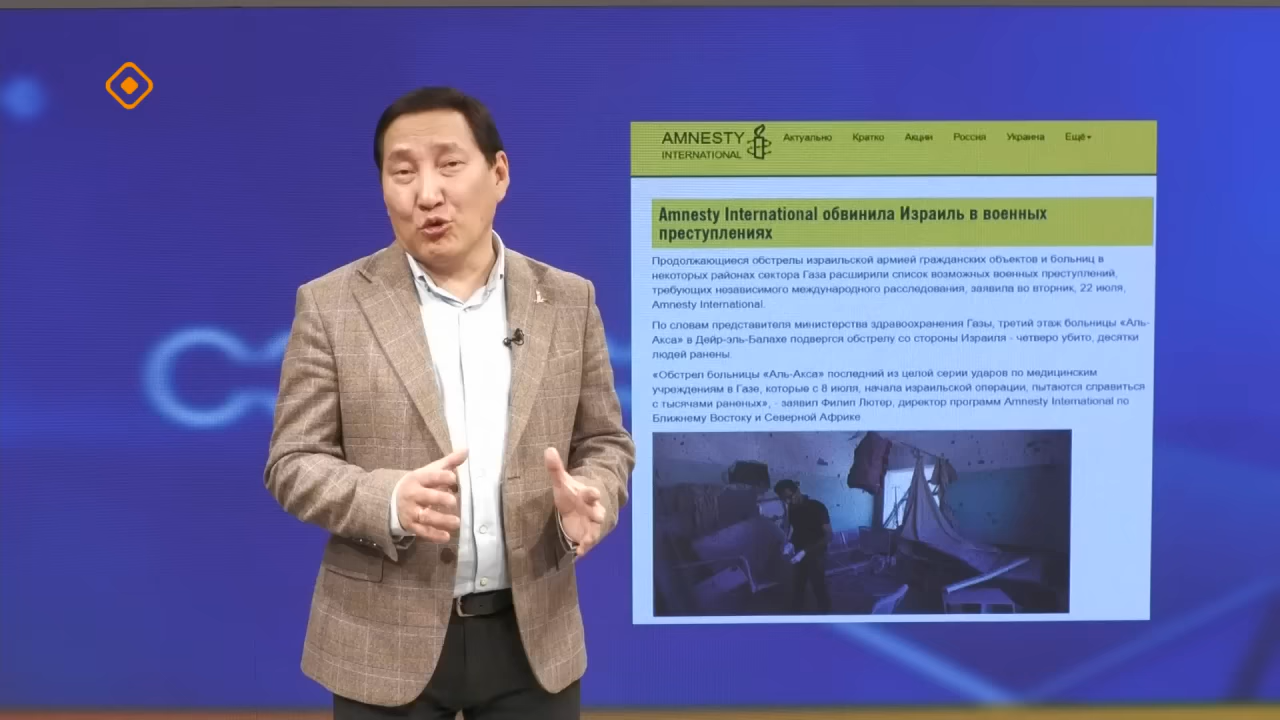 AMNESTY
INTERNATIONAL
Актуально Кратко Акции Россия Украина Ещё
Amnesty International обвинила Израиль в военных
преступлениях
Продолжающиеся обстрелы израильской армией гражданских объектов и больниц в
некоторых районах сектора Газа расширили список возможных военных преступлений,
требующих независимого международного расследования, заявила во вторник, 22 июля,
Amnesty International.
По словам представителя министерства здравоохранения Газы, третий этаж больницы «Аль-
Акса» в Дейр-эль-Балахе подвергся обстрелу со стороны Израиля - четверо убито, десятки
людей ранены.
«Обстрел больницы «Аль-Акса» последний из целой серии ударов по медицинским
учреждениям в Газе, которые с 8 июля, начала израильской операции, пытаются справиться
с тысячами раненых», - заявил Филип Лютер, директор программ Amnesty International по
Ближнему Востоку и Северной Африке